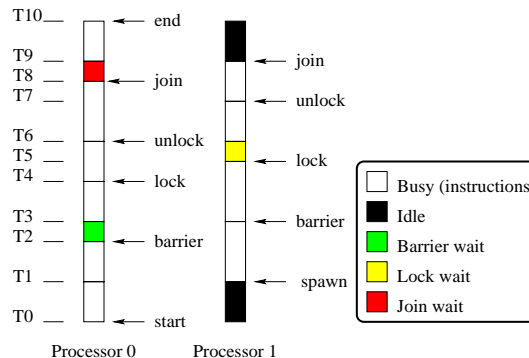 T10
end
T9
join
T8
join
T7
unlock
T6
unlock
T5
lock
T4
lock
T3
barrier
T2
barrier
T1
spawn
T0
start
Processor 0
Processor 1
Busy (instructions
Idle
Barrier wait
Lock wait
Join wait